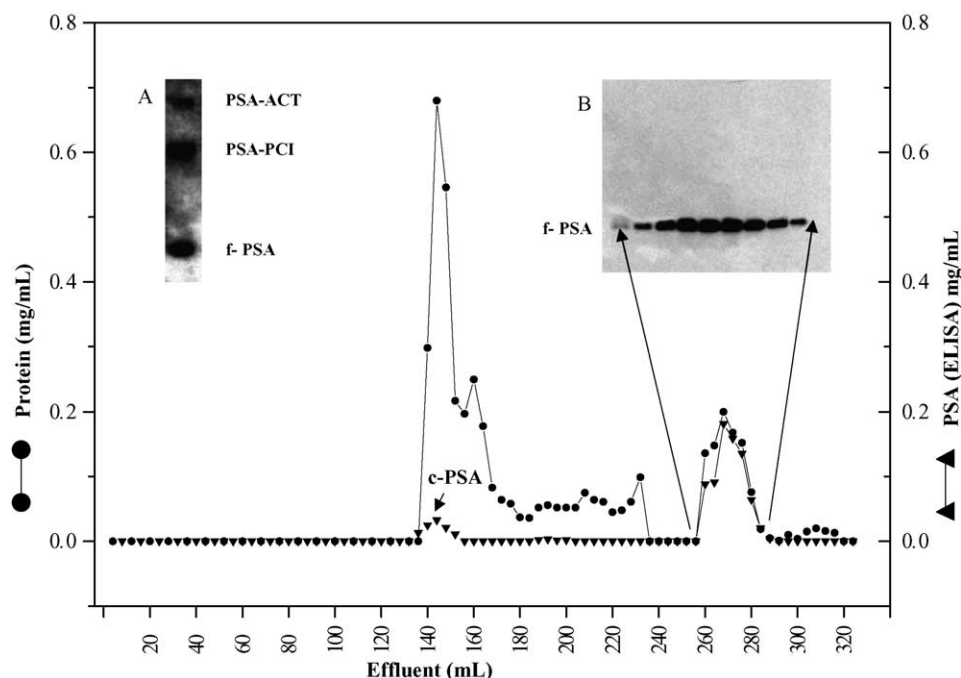 0.8
0.6
0.4
0.2
0.0
Protein (mg/mL)
A
PSA-ACT
PSA-PCI
f- PSA
B
f- PSA
c-PSA
0.8
0.6
0.4
0.2
0.0
PSA (ELISA) mg/mL
20 40 60 80 100 120 140 160 180 200 220 240 260 280 300 320
Effluent (mL)